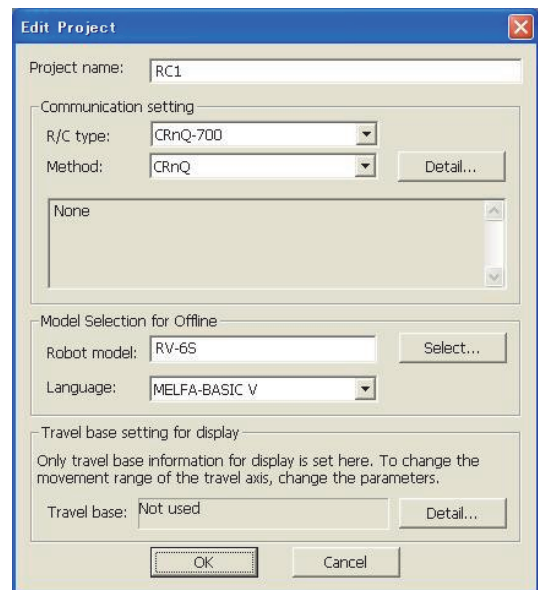 Edit Project
Project name: RC1
Communication setting
R/C type: CRnQ-700
Method: CRnQ Detail...
None
Model Selection for Offline
Robot model: RV-6S Select...
Language: MELFA-BASIC V
Travel base setting for display
Only travel base information for display is set here. To change the
movement range of the travel axis, change the parameters.
Travel base: Not used Detail...
OK Cancel